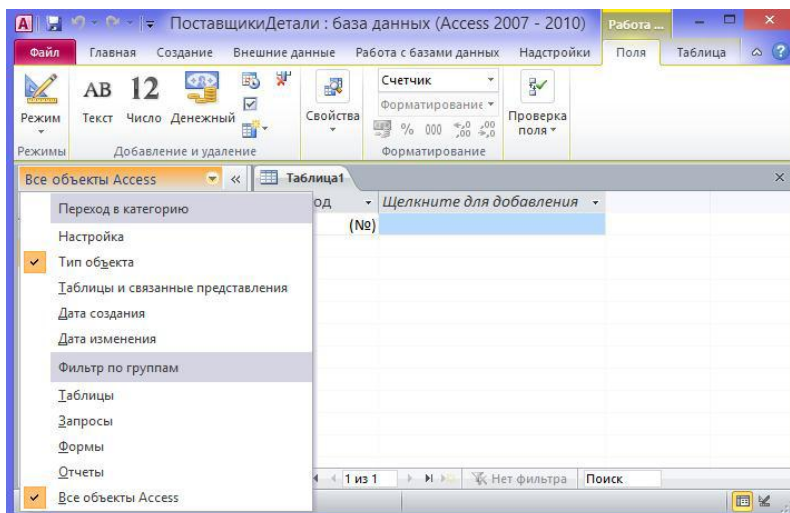 ПоставщикиДетали : база данных (Access 2007 - 2010)
Работа ...
Файл Главная Создание Внешние данные Работа с базами данных Надстройки Поля Таблица
Режим
AB Текст
12 Число
Денежный
Свойства
Счетчик
Форматирование
% 000
Проверка поля
Режимы Добавление и удаление Форматирование
Все объекты Access « Таблица1
од Щелкните для добавления
(№)
Переход в категорию
Настройка
Тип объекта
Таблицы и связанные представления
Дата создания
Дата изменения
Фильтр по группам
Таблицы
Запросы
Формы
Отчеты
Все объекты Access
1 из 1 Нет фильтра Поиск